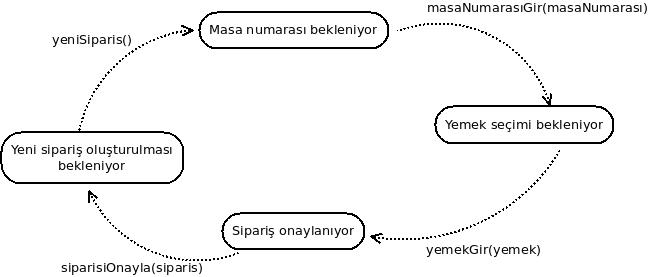 masaNumarasıGir(masaNumarası)
Masa numarası bekleniyor
yeniSiparis()
Yemek seçimi bekleniyor
Yeni sipariş oluşturulması
bekleniyor
Sipariş onaylanıyor
yemekGir(yemek)
siparisiOnayla(siparis)